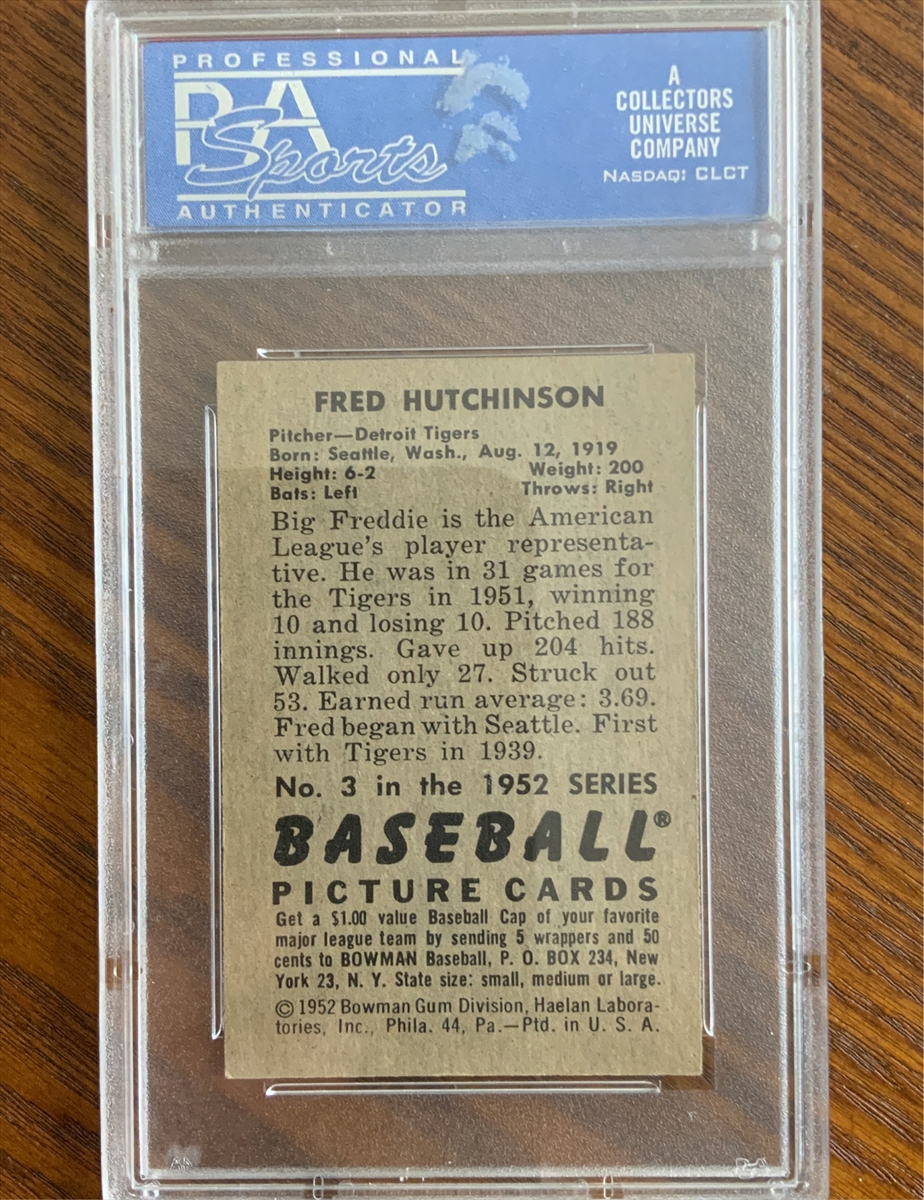 PROFESSIONAL
PSA
Sports
AUTHENTICATOR
A
COLLECTORS
UNIVERSE
COMPANY
NASDAQ: CLCT
FRED HUTCHINSON
Pitcher—Detroit Tigers
Born: Seattle, Wash., Aug. 12, 1919
Height: 6-2 Weight: 200
Bats: Left Throws: Right
Big Freddie is the American
League's player representa-
tive. He was in 31 games for
the Tigers in 1951, winning
10 and losing 10. Pitched 188
innings. Gave up 204 hits.
Walked only 27. Struck out
53. Earned run average: 3.69.
Fred began with Seattle. First
with Tigers in 1939.
No. 3 in the 1952 SERIES
BASEBALL®
PICTURE CARDS
Get a $1.00 value Baseball Cap of your favorite
major league team by sending 5 wrappers and 50
cents to BOWMAN Baseball, P. O. BOX 234, New
York 23, N. Y. State size: small, medium or large.
© 1952 Bowman Gum Division, Haelan Labora-
tories, Inc., Phila. 44, Pa.—Ptd. in U. S. A.